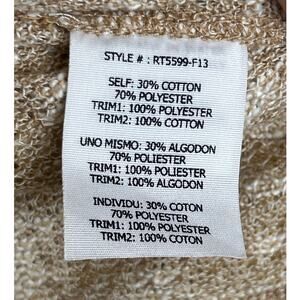 STYLE # : RT5599-F13
SELF: 30% COTTON
70% POLYESTER
TRIM1: 100% POLYESTER
TRIM2: 100% COTTON
UNO MISMO: 30% ALGODON
70% POLIESTER
TRIM1: 100% POLIESTER
TRIM2: 100% ALGODON
INDIVIDU: 30% COTON
70% POLYESTER
TRIM1: 100% POLYESTER
TRIM2: 100% COTON